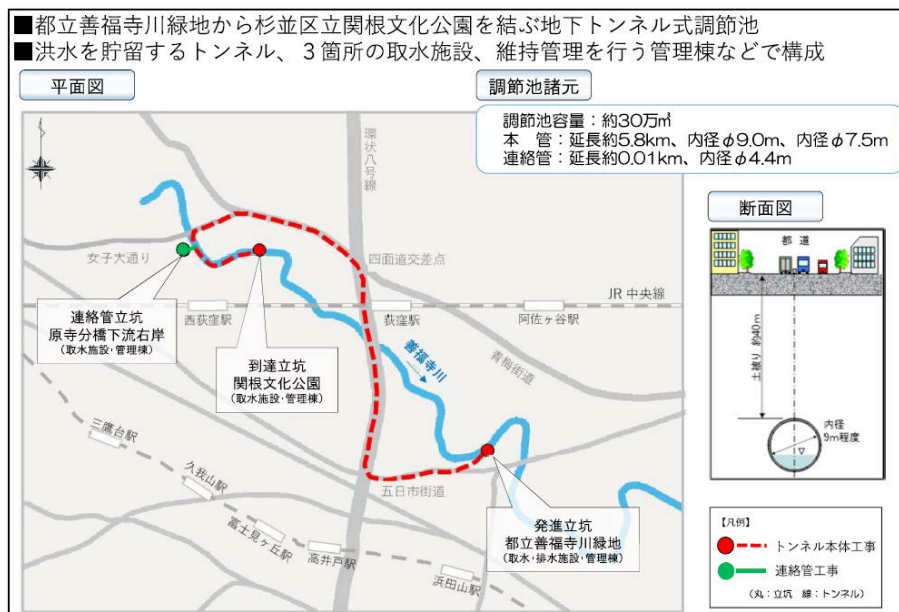 ■都立善福寺川緑地から杉並区立関根文化公園を結ぶ地下トンネル式調節池
■洪水を貯留するトンネル、３箇所の取水施設、維持管理を行う管理棟などで構成
平面図
調節池諸元
調節池容量：約30万㎥
本　管：延長約5.8km、内径φ9.0m、内径φ7.5m
連絡管：延長約0.01km、内径φ4.4m
環状八号線
女子大通り
四面道交差点
JR中央線
西荻窪駅
荻窪駅
阿佐ヶ谷駅
連絡管立坑
原寺分橋下流右岸
(取水施設・管理棟)
到達立坑
関根文化公園
(取水施設・管理棟)
善福寺川
青梅街道
三鷹台駅
久我山駅
富士見ヶ丘駅
高井戸駅
浜田山駅
五日市街道
発進立坑
都立善福寺川緑地
(取水・排水施設・管理棟)
断面図
都道
土被り 約40m
内径
9m程度
【凡例】
トンネル本体工事
連絡管工事
（丸：立坑　線：トンネル）